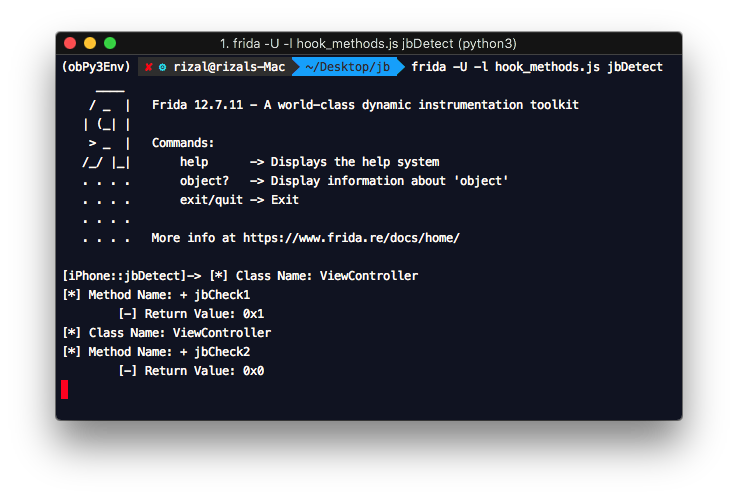 1. frida -U -l hook_methods.js jbDetect (python3)
(obPy3Env) ✘ ⚙ rizal@rizals-Mac ~/Desktop/jb frida -U -l hook_methods.js jbDetect
     ____
    / _  |   Frida 12.7.11 - A world-class dynamic instrumentation toolkit
   | (_| |
    > _  |   Commands:
   /_/ |_|       help      -> Displays the help system
   . . . .       object?   -> Display information about 'object'
   . . . .       exit/quit -> Exit
   . . . .
   . . . .   More info at https://www.frida.re/docs/home/
[iPhone::jbDetect]-> [*] Class Name: ViewController
[*] Method Name: + jbCheck1
        [-] Return Value: 0x1
[*] Class Name: ViewController
[*] Method Name: + jbCheck2
        [-] Return Value: 0x0